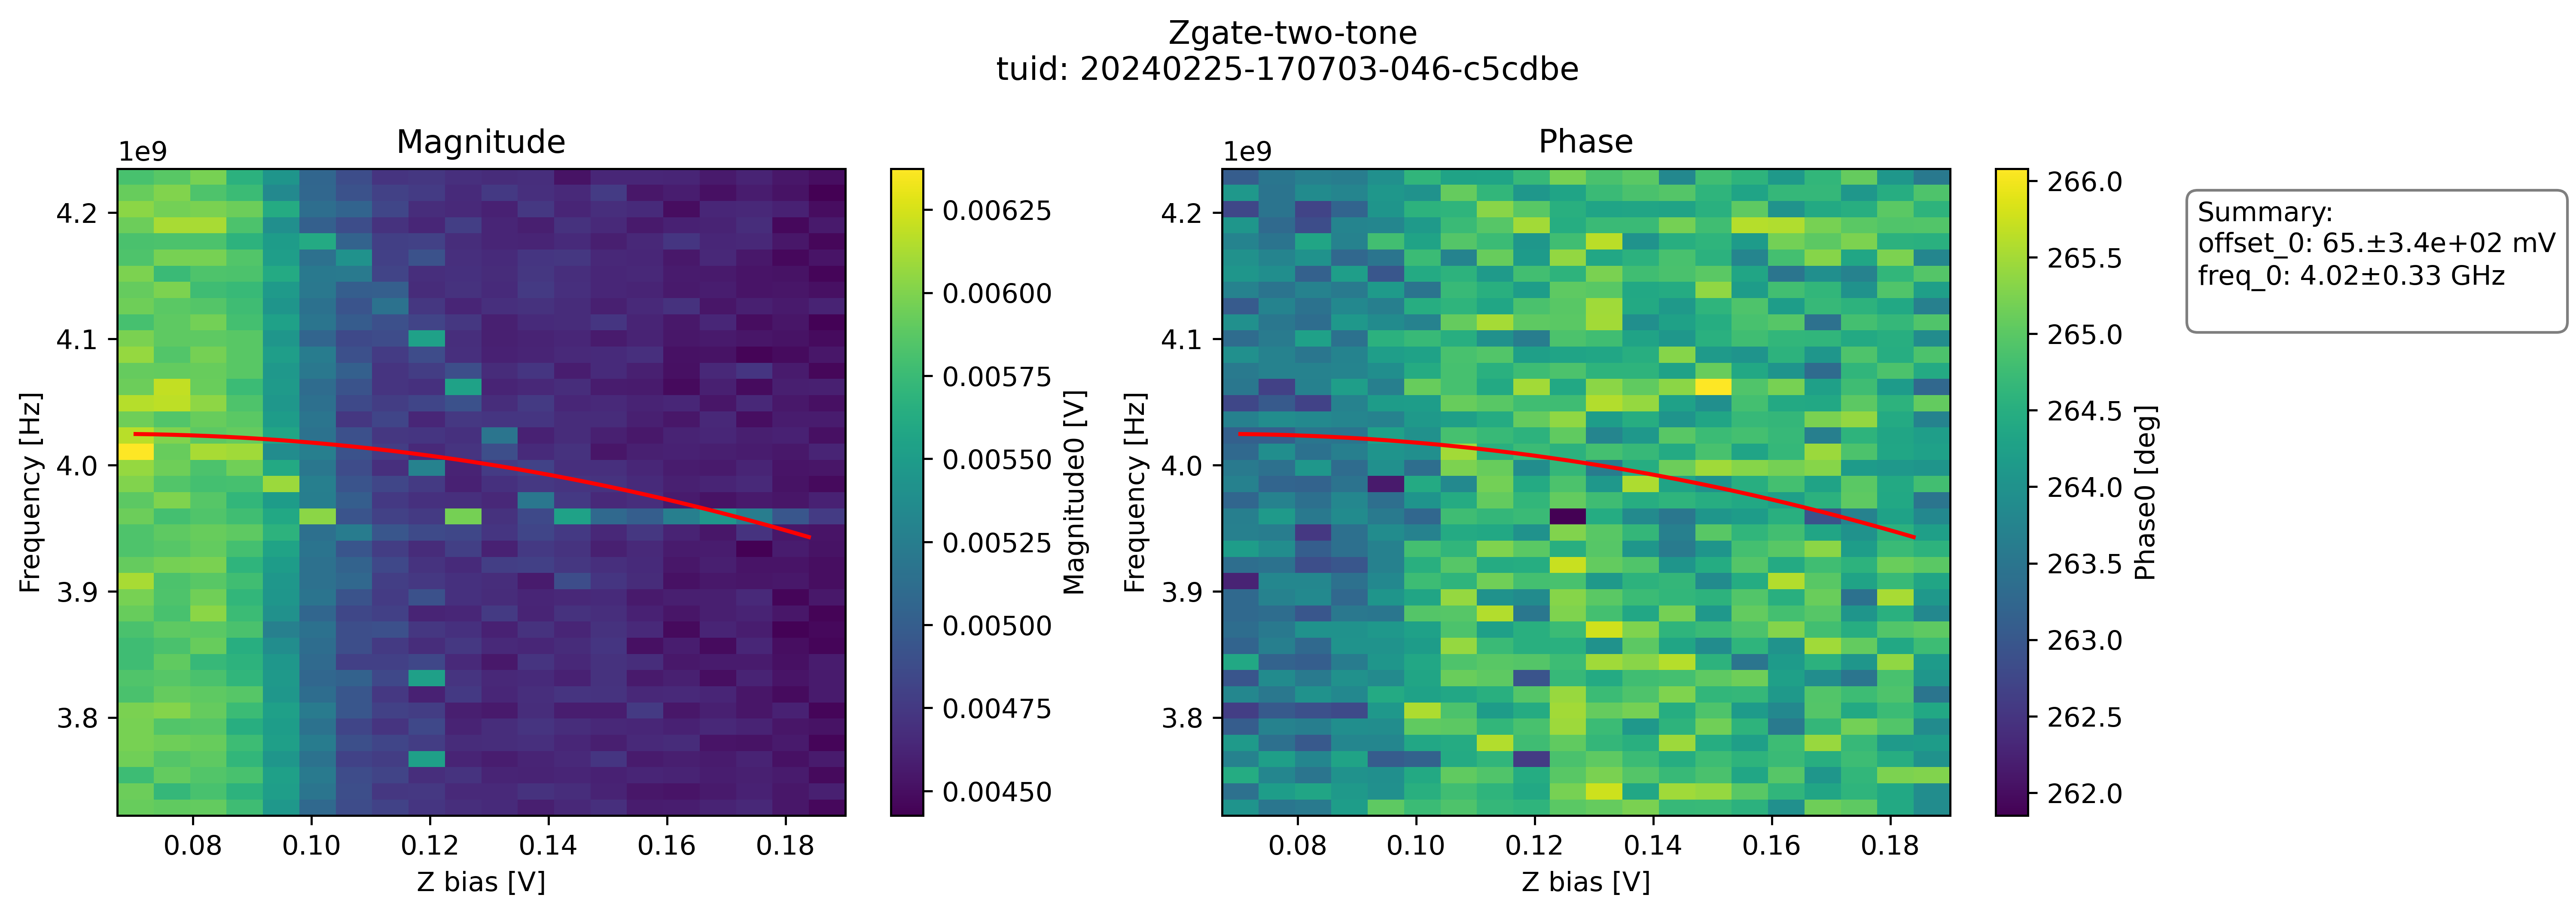 Zgate-two-tone
tuid: 20240225-170703-046-c5cdbe
Magnitude
1e9
4.2
4.1
4.0
3.9
3.8
Frequency [Hz]
0.08 0.10 0.12 0.14 0.16 0.18
Z bias [V]
0.00625
0.00600
0.00575
0.00550
0.00525
0.00500
0.00475
0.00450
Magnitude0 [V]
Phase
1e9
4.2
4.1
4.0
3.9
3.8
Frequency [Hz]
0.08 0.10 0.12 0.14 0.16 0.18
Z bias [V]
266.0
265.5
265.0
264.5
264.0
263.5
263.0
262.5
262.0
Phase0 [deg]
Summary:
offset_0: 65.±3.4e+02 mV
freq_0: 4.02±0.33 GHz